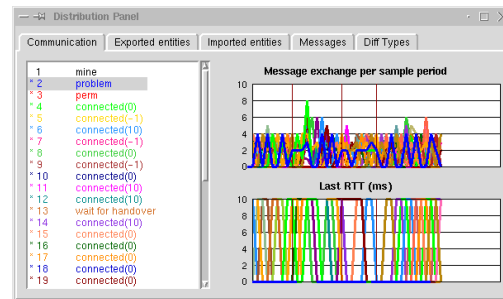 Distribution Panel
Communication Exported entities Imported entities Messages Diff Types
1 mine
* 2 problem
* 3 perm
* 4 connected(0)
* 5 connected(-1)
* 6 connected(10)
* 7 connected(-1)
* 8 connected(0)
* 9 connected(-1)
* 10 connected(0)
* 11 connected(10)
* 12 connected(10)
* 13 wait for handover
* 14 connected(10)
* 15 connected(0)
* 16 connected(0)
* 17 connected(0)
* 18 connected(0)
* 19 connected(0)
Message exchange per sample period
10
8
6
4
2
0
Last RTT (ms)
10
8
6
4
2
0